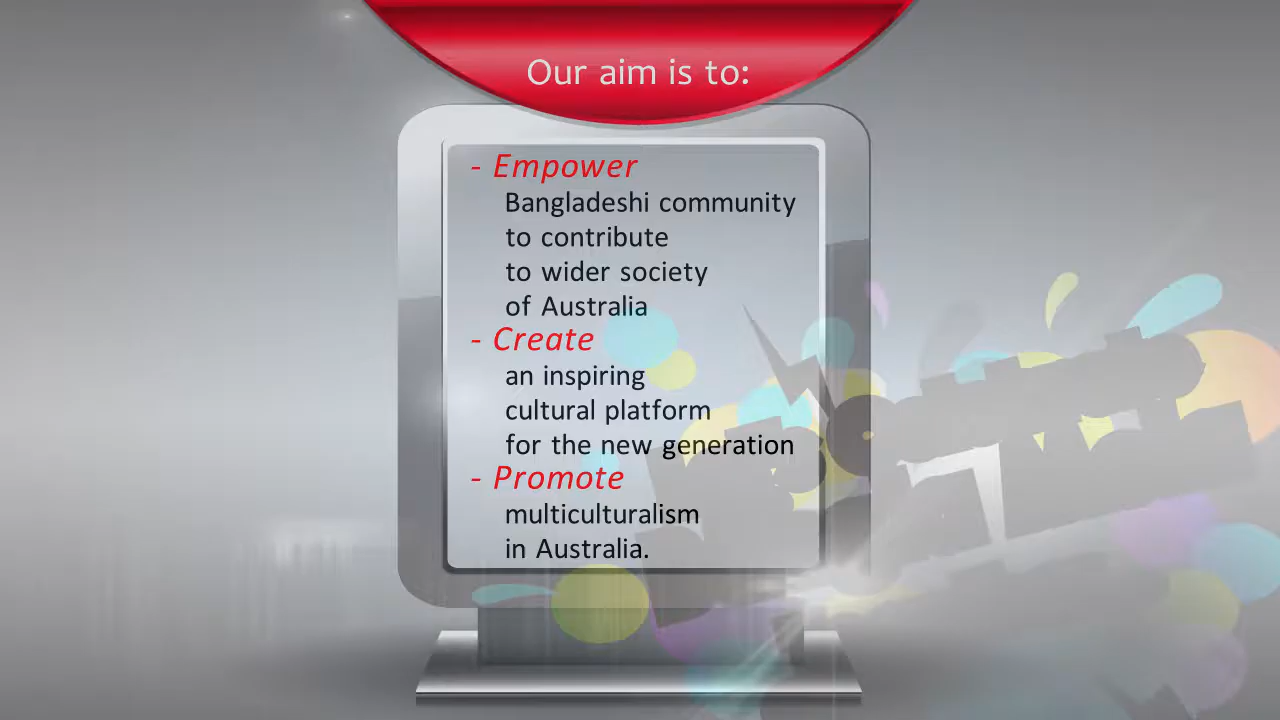 Our aim is to:
- Empower
Bangladeshi community
to contribute
to wider society
of Australia
- Create
an inspiring
cultural platform
for the new generation
- Promote
multiculturalism
in Australia.